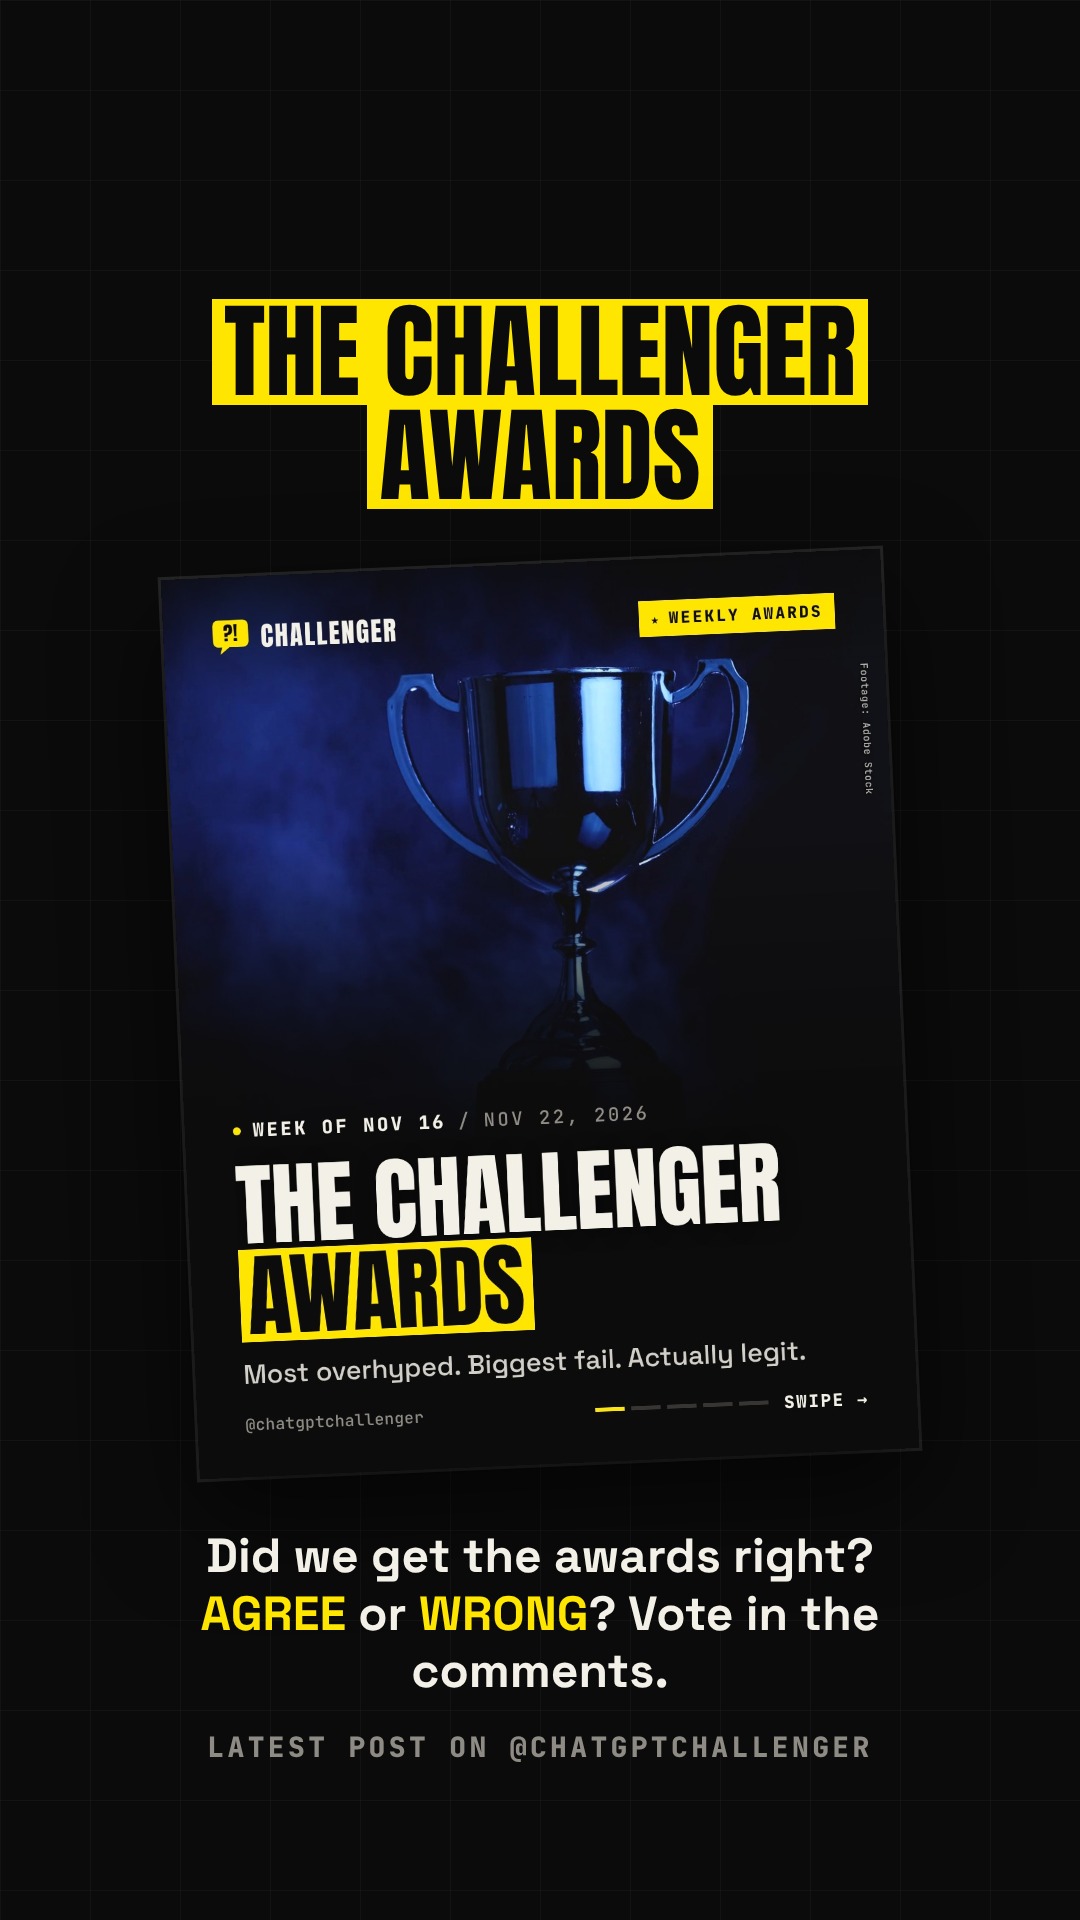 THE CHALLENGER
AWARDS
?! CHALLENGER
★ WEEKLY AWARDS
Footage: Adobe Stock
• WEEK OF NOV 16 / NOV 22, 2026
THE CHALLENGER
AWARDS
Most overhyped. Biggest fail. Actually legit.
@chatgptchallenger
SWIPE →
Did we get the awards right?
AGREE or WRONG? Vote in the
comments.
LATEST POST ON @CHATGPTCHALLENGER